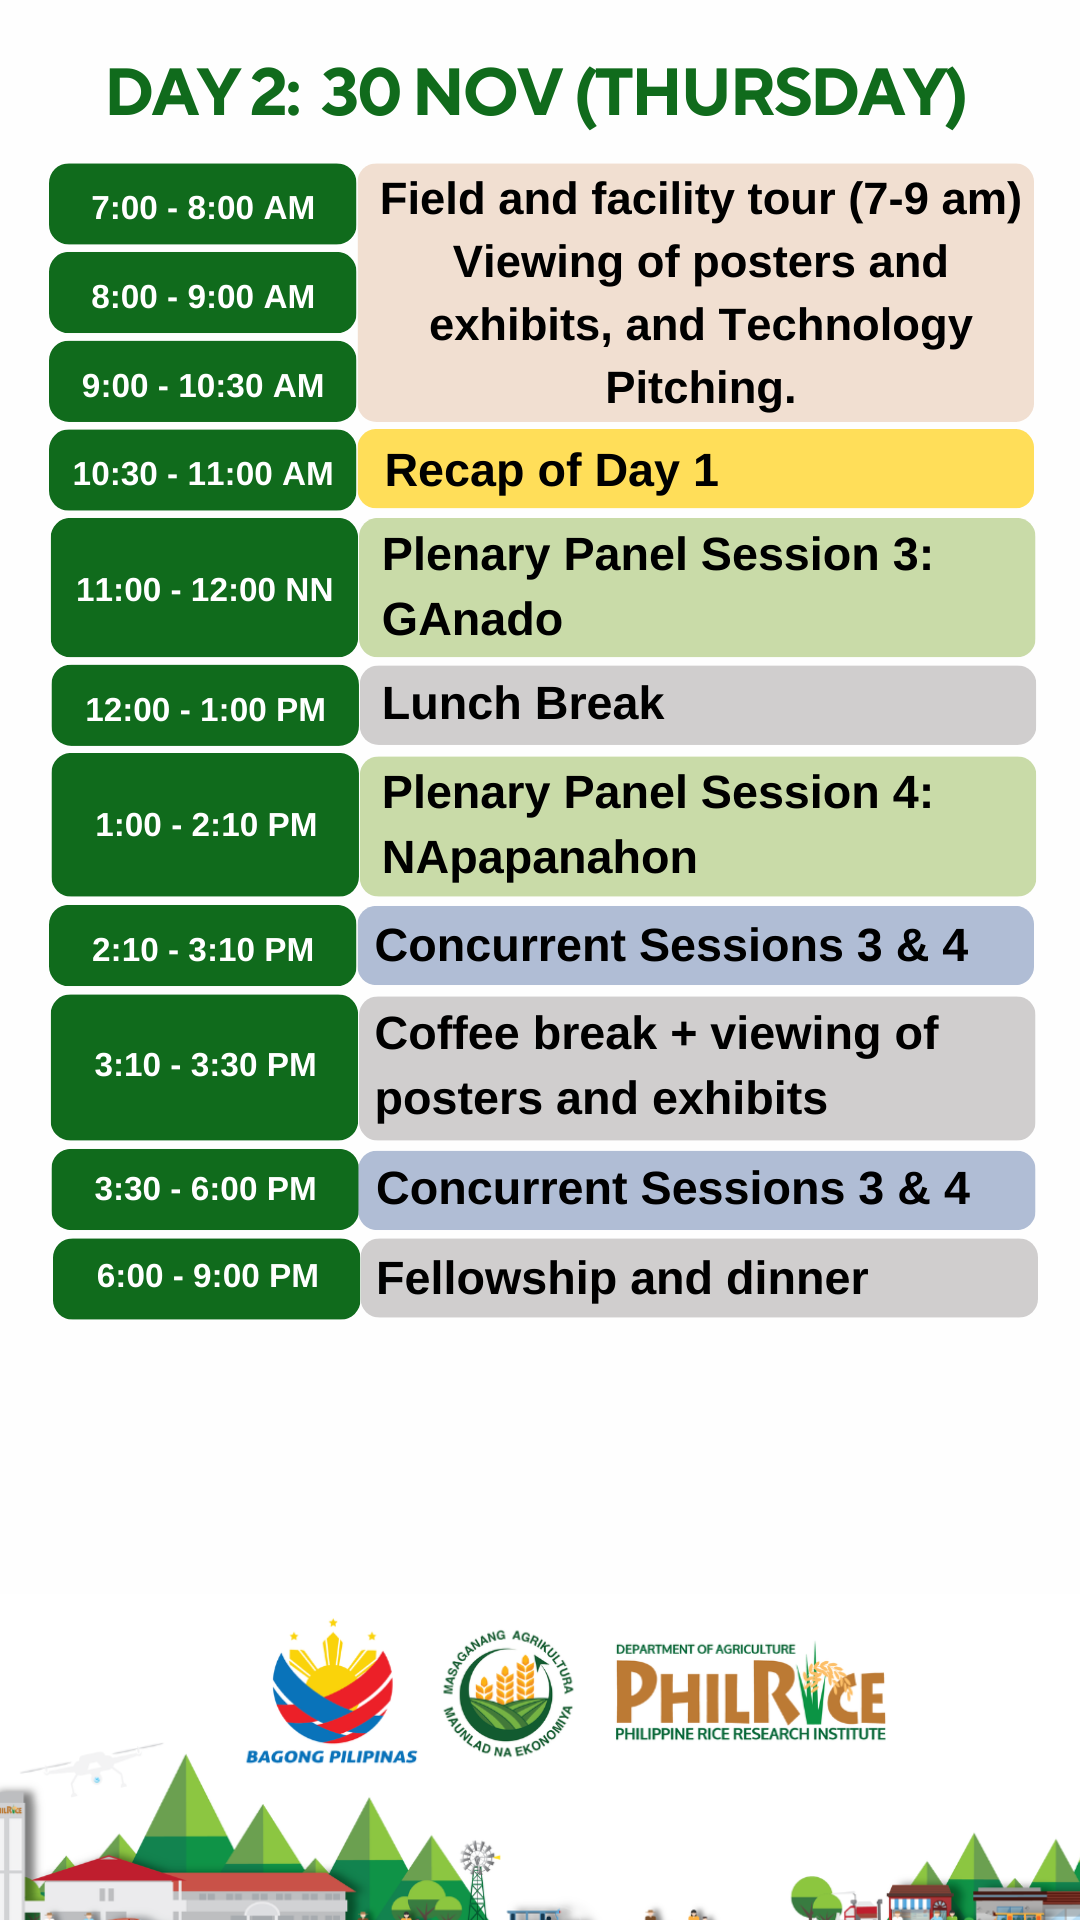 DAY 2: 30 NOV (THURSDAY)
7:00 - 8:00 AM
8:00 - 9:00 AM
9:00 - 10:30 AM
Field and facility tour (7-9 am)
Viewing of posters and
exhibits, and Technology
Pitching.
10:30 - 11:00 AM
Recap of Day 1
11:00 - 12:00 NN
Plenary Panel Session 3:
GAnado
12:00 - 1:00 PM
Lunch Break
1:00 - 2:10 PM
Plenary Panel Session 4:
NApapanahon
2:10 - 3:10 PM
Concurrent Sessions 3 & 4
3:10 - 3:30 PM
Coffee break + viewing of
posters and exhibits
3:30 - 6:00 PM
Concurrent Sessions 3 & 4
6:00 - 9:00 PM
Fellowship and dinner
BAGONG PILIPINAS
MASAGANANG AGRIKULTURA
MAUNLAD NA EKONOMIYA
DEPARTMENT OF AGRICULTURE
PHILRICE
PHILIPPINE RICE RESEARCH INSTITUTE